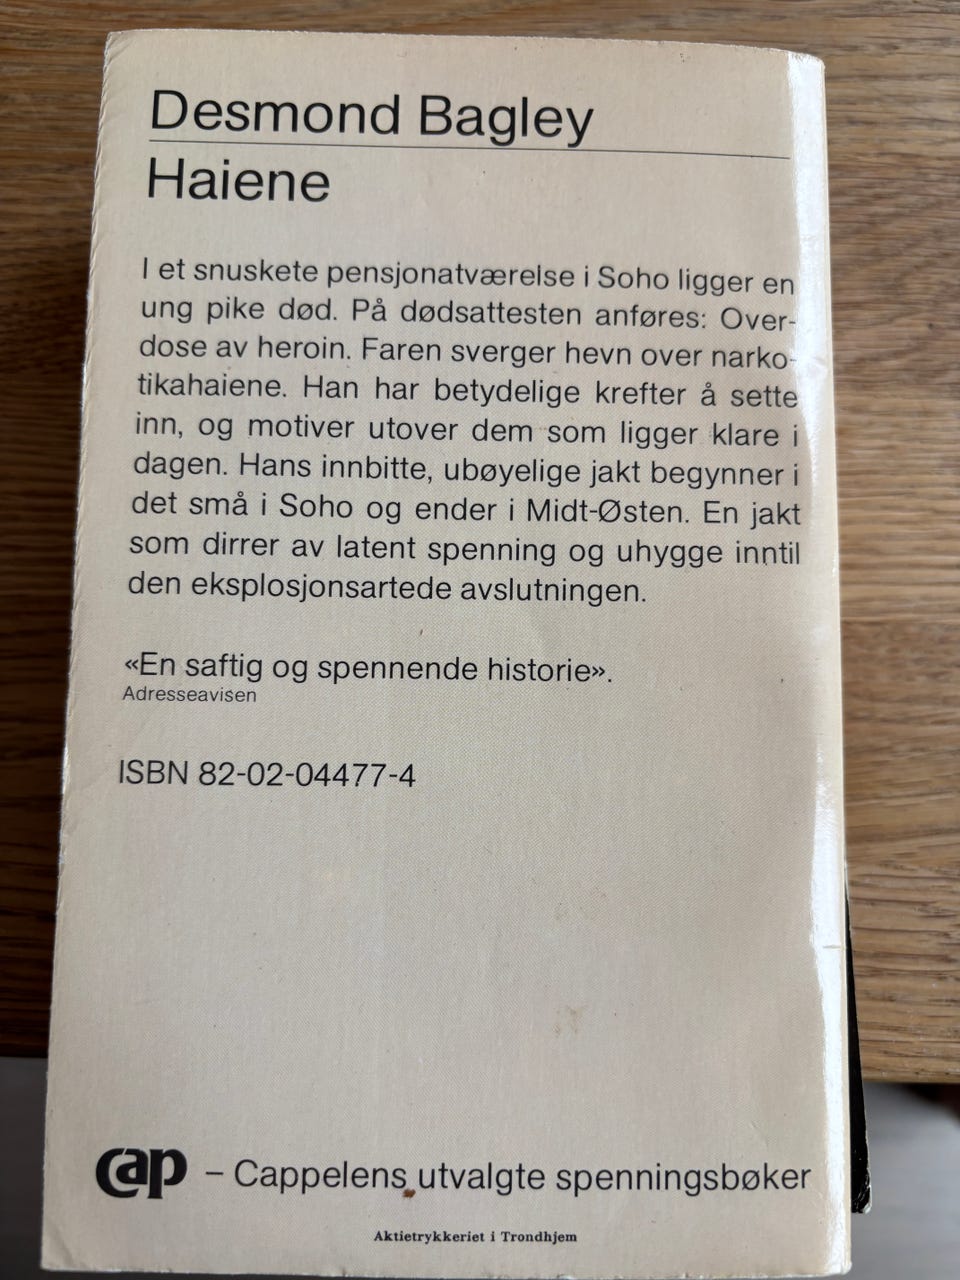 Desmond Bagley
Haiene
I et snuskete pensjonatværelse i Soho ligger en
ung pike død. På dødsattesten anføres: Over-
dose av heroin. Faren sverger hevn over narko-
tikahaiene. Han har betydelige krefter å sette
inn, og motiver utover dem som ligger klare i
dagen. Hans innbitte, ubøyelige jakt begynner i
det små i Soho og ender i Midt-Østen. En jakt
som dirrer av latent spenning og uhygge inntil
den eksplosjonsartede avslutningen.
«En saftig og spennende historie».
Adresseavisen
ISBN 82-02-04477-4
cap – Cappelens utvalgte spenningsbøker
Aktietrykkeriet i Trondhjem